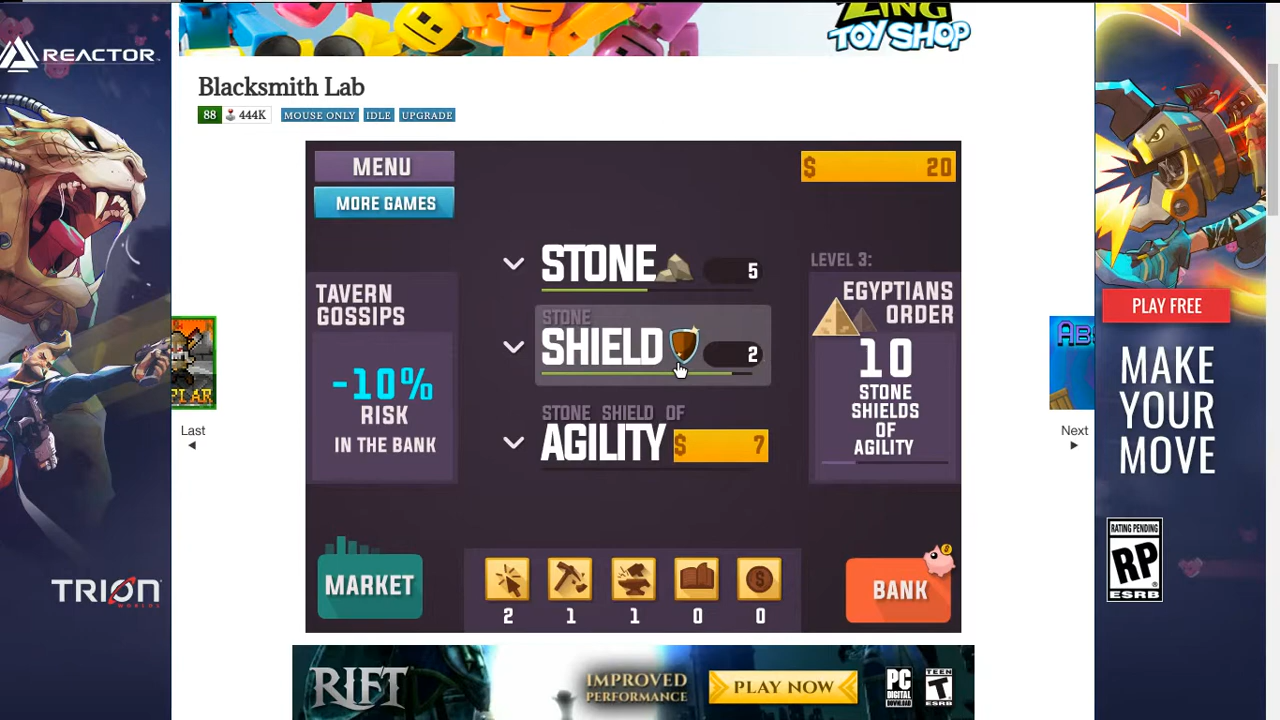 ZING
TOY SHOP
REACTOR
Blacksmith Lab
88 444K MOUSE ONLY IDLE UPGRADE
MENU
MORE GAMES
$ 20
STONE 5
LEVEL 3:
EGYPTIANS
ORDER
10
STONE
SHIELDS
OF
AGILITY
TAVERN
GOSSIPS
-10%
RISK
IN THE BANK
STONE
SHIELD 2
STONE SHIELD OF
AGILITY $ 7
Last
Next
PLAY FREE
MAKE
YOUR
MOVE
MARKET
2 1 1 0 0
BANK
TRION
WORLDS
RATING PENDING
RP
ESRB
RIFT
IMPROVED
PERFORMANCE
PLAY NOW
PC
DIGITAL
DOWNLOAD
TEEN
T
ESRB